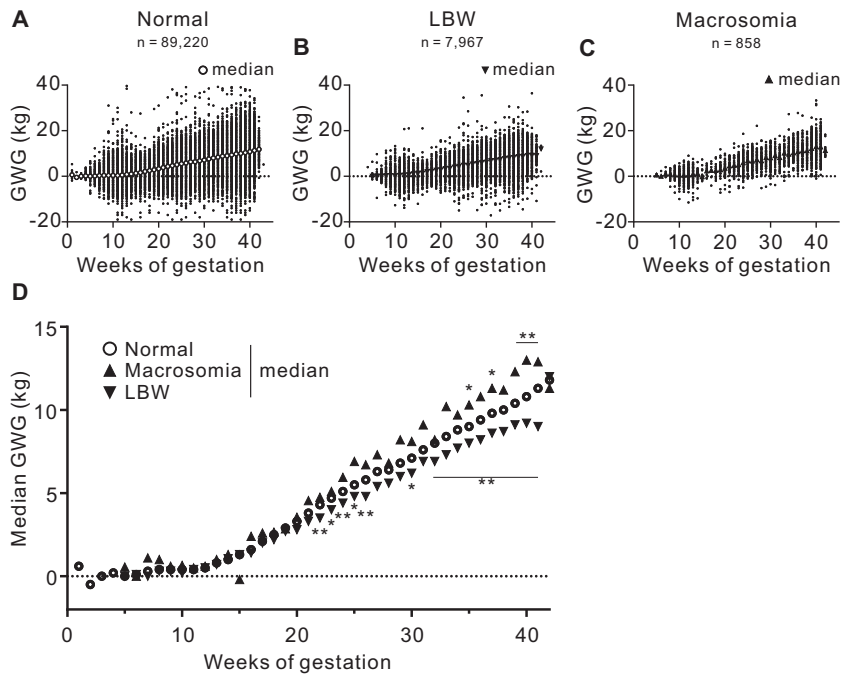 A
Normal
n = 89,220
median
GWG (kg)
40
20
0
-20
0 10 20 30 40
Weeks of gestation
B
LBW
n = 7,967
median
GWG (kg)
40
20
0
-20
0 10 20 30 40
Weeks of gestation
C
Macrosomia
n = 858
median
GWG (kg)
40
20
0
-20
0 10 20 30 40
Weeks of gestation
D
Median GWG (kg)
15
10
5
0
Normal
Macrosomia
LBW
median
**
*
*
**
*
**
*
**
*
**
0 10 20 30 40
Weeks of gestation